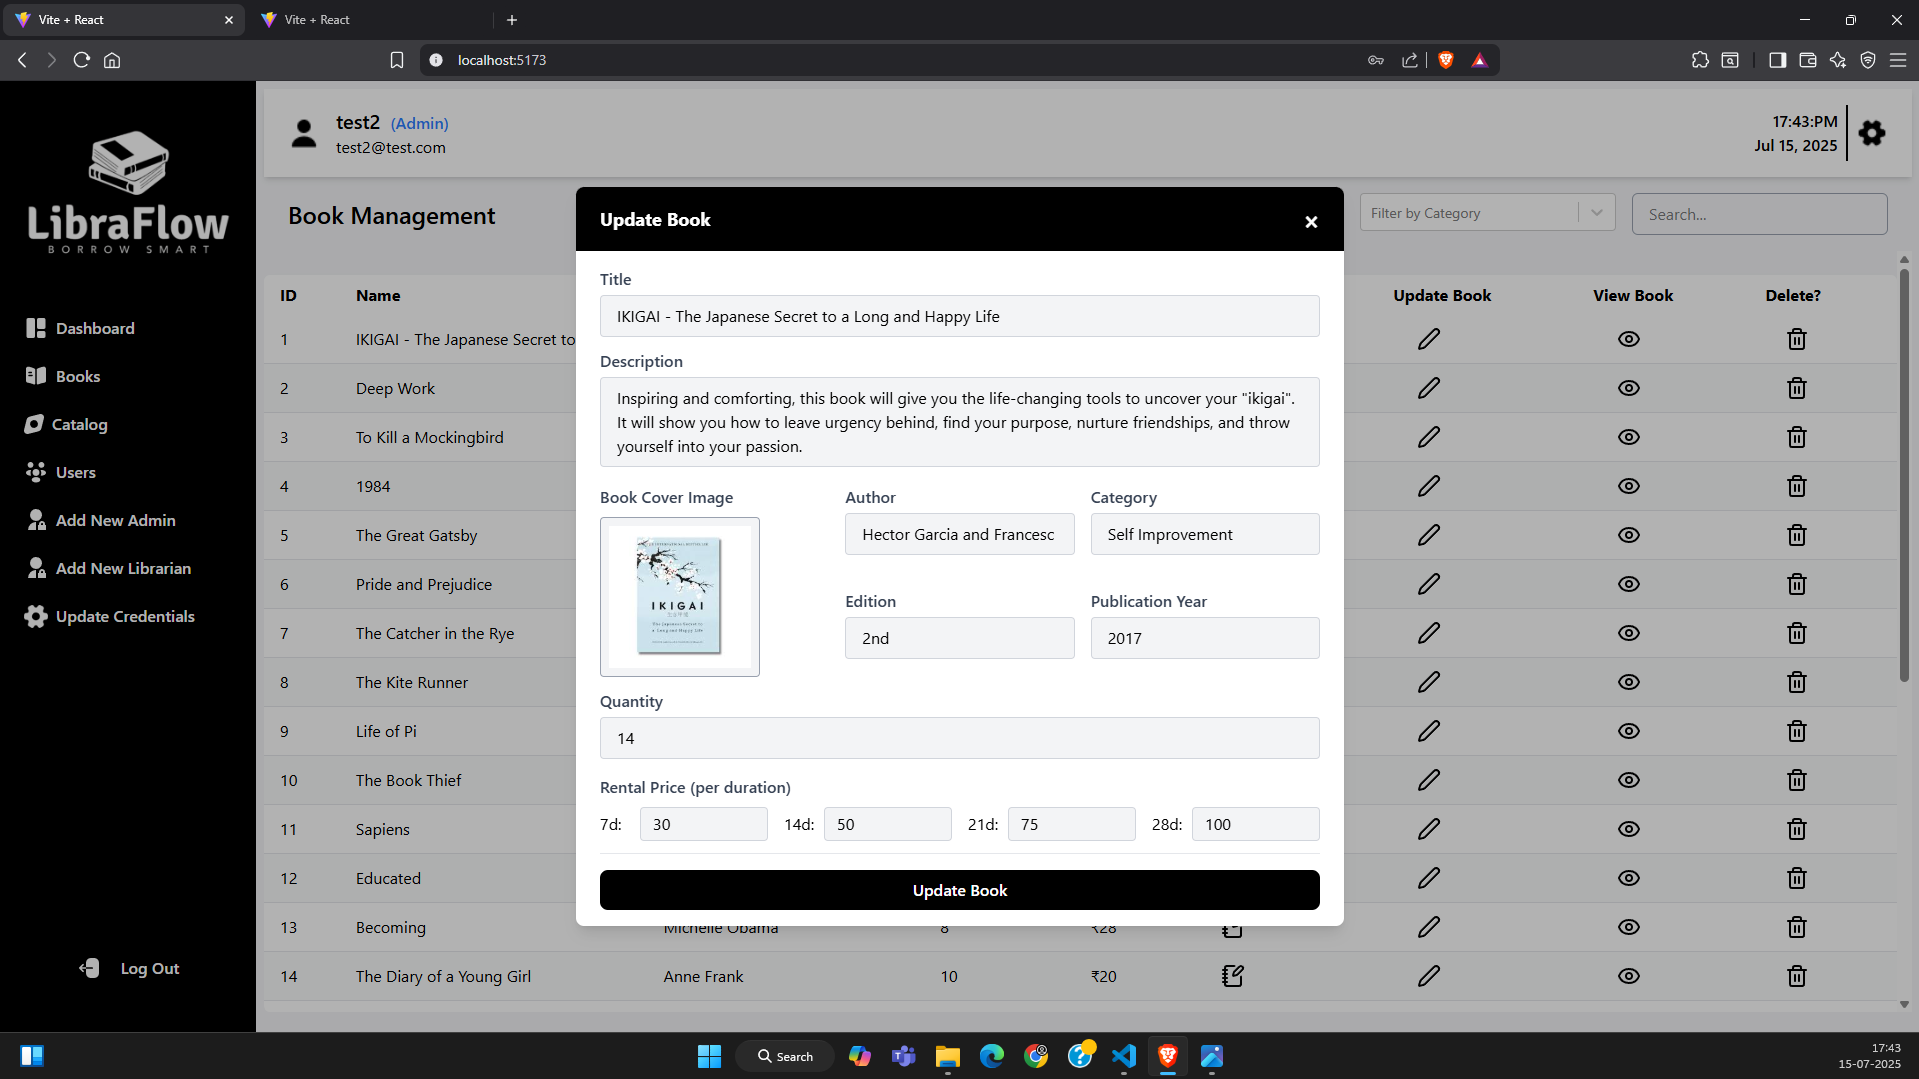 Vite + React
Vite + React
localhost:5173
LibraFlow
BORROW SMART
Dashboard
Books
Catalog
Users
Add New Admin
Add New Librarian
Update Credentials
Log Out
test2 (Admin)
test2@test.com
17:43:PM
Jul 15, 2025
Book Management
Filter by Category
Search...
ID Name Update Book View Book Delete?
1 IKIGAI - The Japanese Secret to
2 Deep Work
3 To Kill a Mockingbird
4 1984
5 The Great Gatsby
6 Pride and Prejudice
7 The Catcher in the Rye
8 The Kite Runner
9 Life of Pi
10 The Book Thief
11 Sapiens
12 Educated
13 Becoming Michelle Obama 8 ₹28
14 The Diary of a Young Girl Anne Frank 10 ₹20
Update Book
Title
IKIGAI - The Japanese Secret to a Long and Happy Life
Description
Inspiring and comforting, this book will give you the life-changing tools to uncover your "ikigai".
It will show you how to leave urgency behind, find your purpose, nurture friendships, and throw
yourself into your passion.
Book Cover Image
IKIGAI
The Japanese Secret to
a Long and Happy Life
Author
Hector Garcia and Francesc
Category
Self Improvement
Edition
2nd
Publication Year
2017
Quantity
14
Rental Price (per duration)
7d: 30 14d: 50 21d: 75 28d: 100
Update Book
Search
17:43
15-07-2025